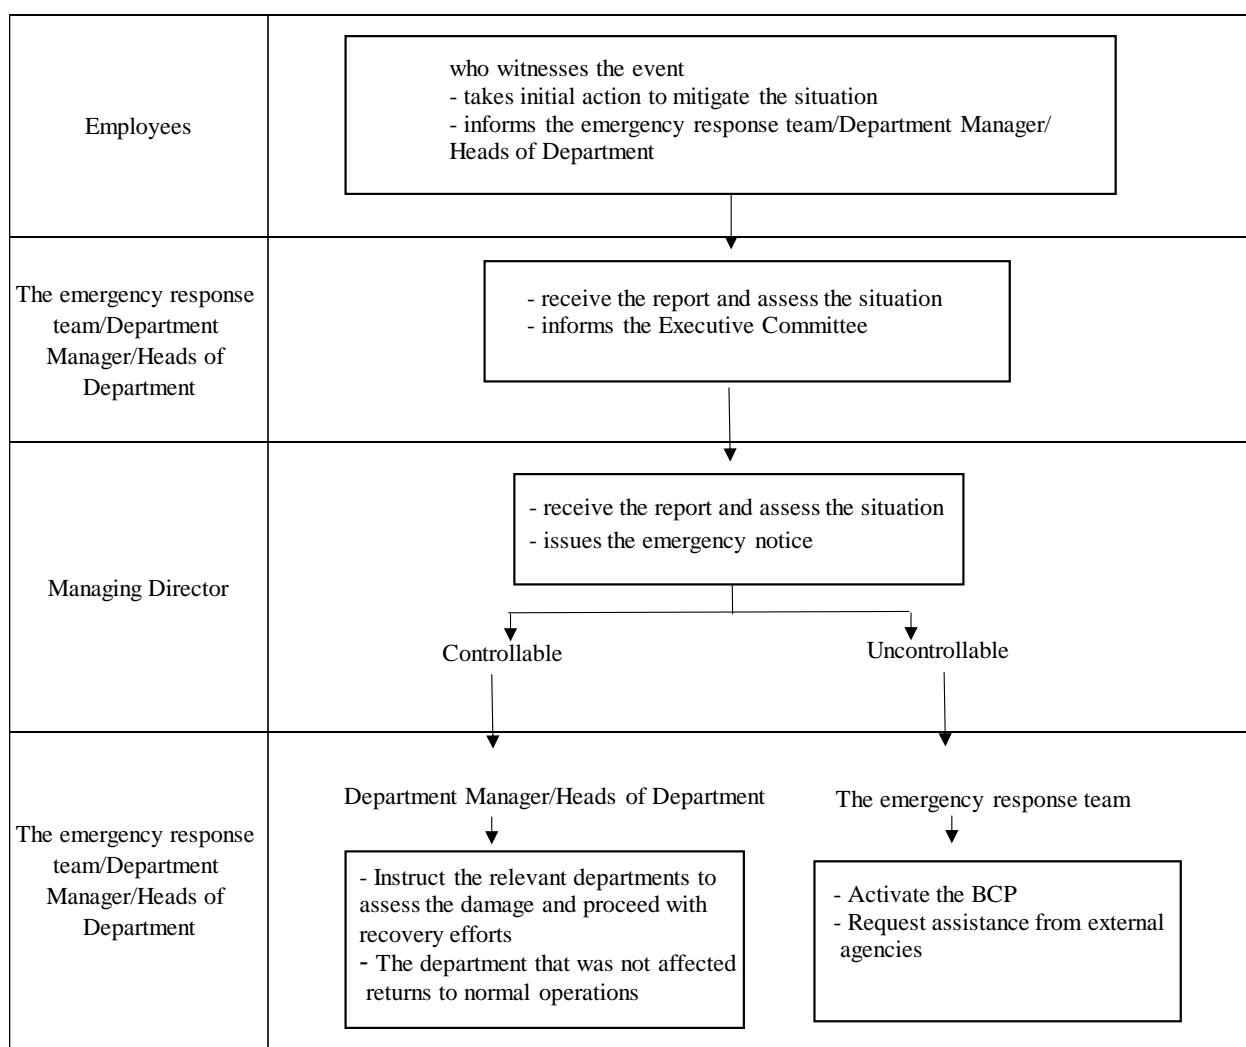 Employees
who witnesses the event
- takes initial action to mitigate the situation
- informs the emergency response team/Department Manager/
Heads of Department
The emergency response
team/Department
Manager/Heads of
Department
- receive the report and assess the situation
- informs the Executive Committee
Managing Director
- receive the report and assess the situation
- issues the emergency notice
Controllable
Uncontrollable
The emergency response
team/Department
Manager/Heads of
Department
Department Manager/Heads of Department
- Instruct the relevant departments to
assess the damage and proceed with
recovery efforts
- The department that was not affected
returns to normal operations
The emergency response team
- Activate the BCP
- Request assistance from external
agencies